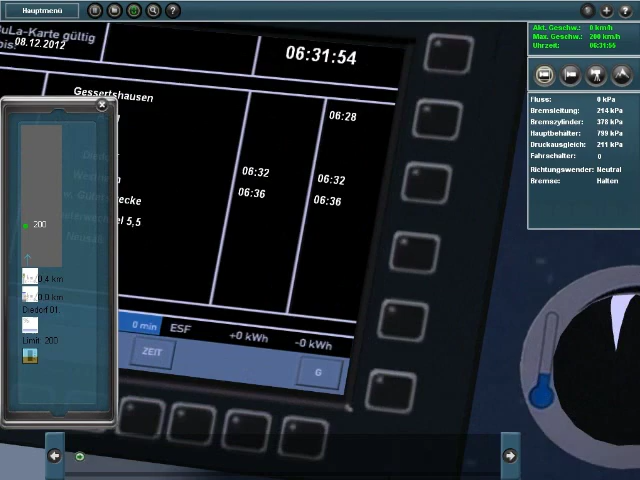 Hauptmenü
Akt. Geschw.: 0 km/h
Max. Geschw.: 200 km/h
Uhrzeit: 06:31:55
BuLa-Karte gültig
bis:
08.12.2012
06:31:54
Gessertshausen
06:28
06:32 06:32
06:36 06:36
5,5
0 min ESF +0 kWh -0 kWh
ZEIT
G
200
0,4 km
0,0 km
Diedorf 01.
Limit: 200
Fluss: 0 kPa
Bremsleitung: 214 kPa
Bremszylinder: 378 kPa
Hauptbehälter: 799 kPa
Druckausgleich: 211 kPa
Fahrschalter: 0
Richtungswender: Neutral
Bremse: Halten